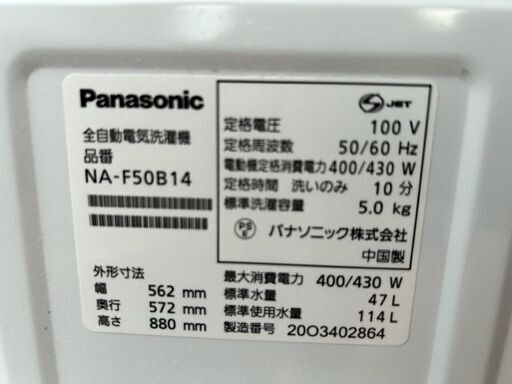 Panasonic
全自動電気洗濯機
品番
NA-F50B14
外形寸法
幅 562 mm
奥行 572 mm
高さ 880 mm
S JET
定格電圧 100 V
定格周波数 50/60 Hz
電動機定格消費電力 400/430 W
定格時間 洗いのみ 10 分
標準洗濯容量 5.0 kg
PS E パナソニック株式会社
中国製
最大消費電力 400/430 W
標準水量 47 L
標準使用水量 114 L
製造番号 20O3402864